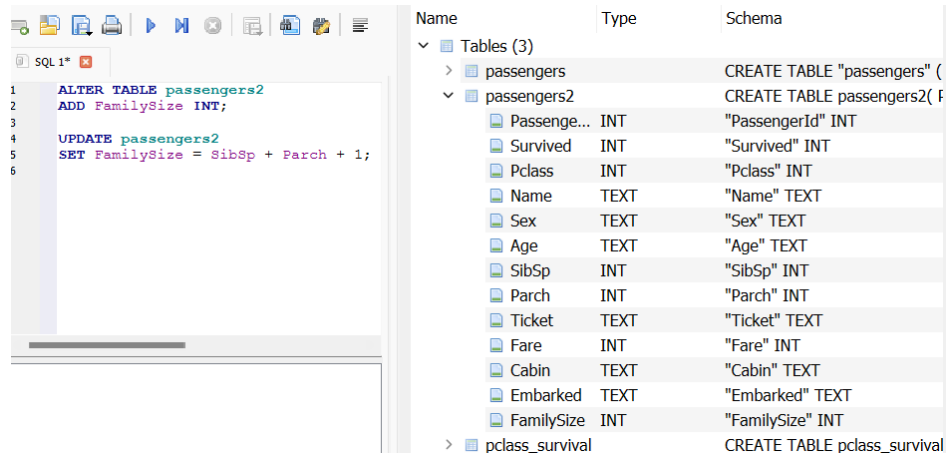 SQL 1*
1 ALTER TABLE passengers2
2 ADD FamilySize INT;
3
4 UPDATE passengers2
5 SET FamilySize = SibSp + Parch + 1;
6
Name Type Schema
Tables (3)
passengers CREATE TABLE "passengers" (
passengers2 CREATE TABLE passengers2(
Passenge... INT "PassengerId" INT
Survived INT "Survived" INT
Pclass INT "Pclass" INT
Name TEXT "Name" TEXT
Sex TEXT "Sex" TEXT
Age TEXT "Age" TEXT
SibSp INT "SibSp" INT
Parch INT "Parch" INT
Ticket TEXT "Ticket" TEXT
Fare INT "Fare" INT
Cabin TEXT "Cabin" TEXT
Embarked TEXT "Embarked" TEXT
FamilySize INT "FamilySize" INT
pclass_survival CREATE TABLE pclass_survival